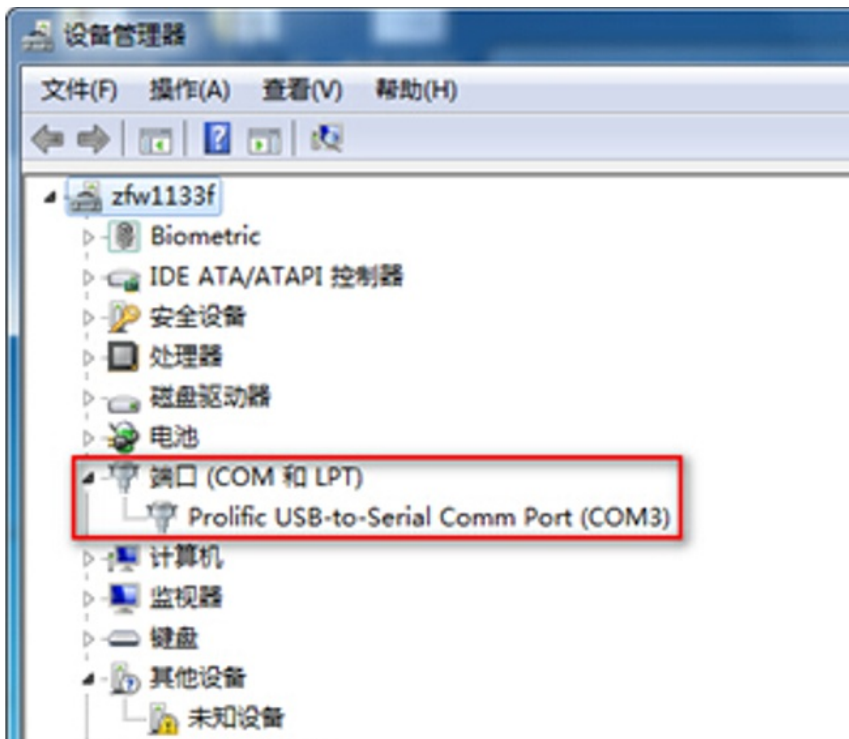 设备管理器
文件(F) 操作(A) 查看(V) 帮助(H)
zfw1133f
Biometric
IDE ATA/ATAPI 控制器
安全设备
处理器
磁盘驱动器
电池
端口 (COM 和 LPT)
Prolific USB-to-Serial Comm Port (COM3)
计算机
监视器
键盘
其他设备
未知设备